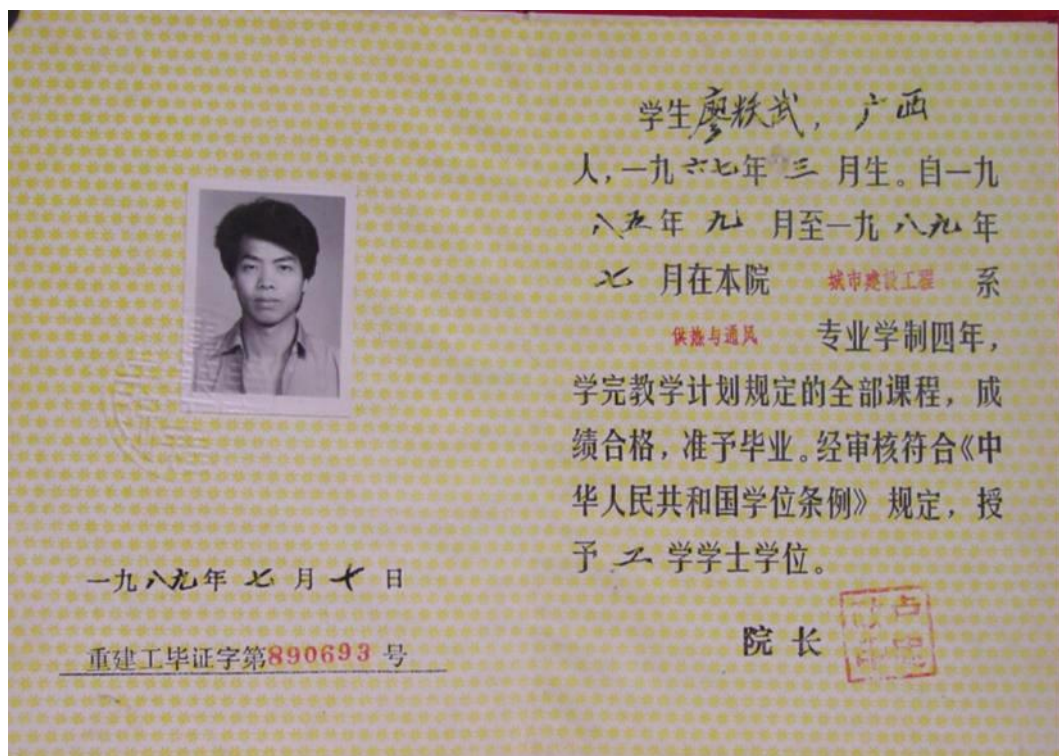 一九八九年 七 月 十 日
重建工毕证字第890693号
学生廖武，广西
人，一九六七年 三 月生。自一九
八五年 九 月至一九八九年
七 月在本院 城市建设工程 系
供热与通风 专业学制四年，
学完教学计划规定的全部课程，成
绩合格，准予毕业。经审核符合《中
华人民共和国学位条例》规定，授
予 工 学学士学位。
院 长